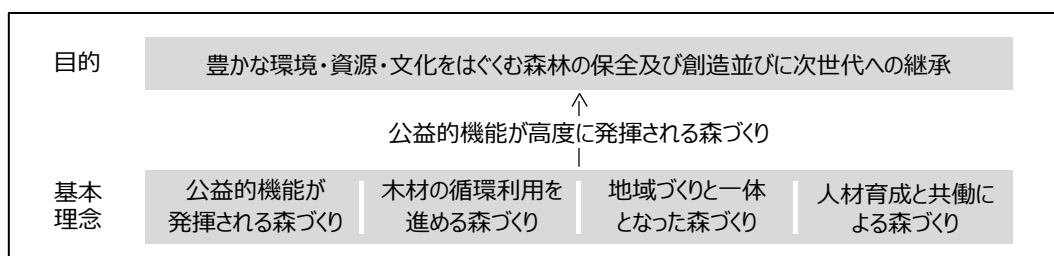 目的
豊かな環境・資源・文化をはぐくむ森林の保全及び創造並びに次世代への継承
公益的機能が高度に発揮される森づくり
基本
理念
公益的機能が
発揮される森づくり
木材の循環利用を
進める森づくり
地域づくりと一体
となった森づくり
人材育成と共働に
よる森づくり